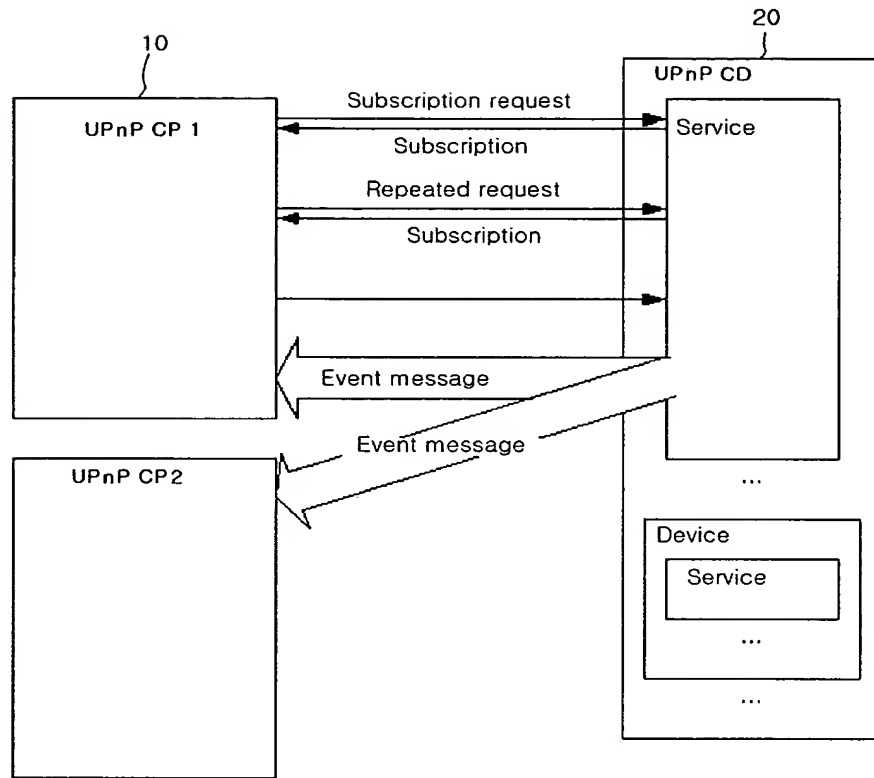 10
20
UPnP CD
UPnP CP 1
Subscription request
Service
Subscription
Repeated request
Subscription
Event message
Event message
UPnP CP2
...
Device
Service
...
...